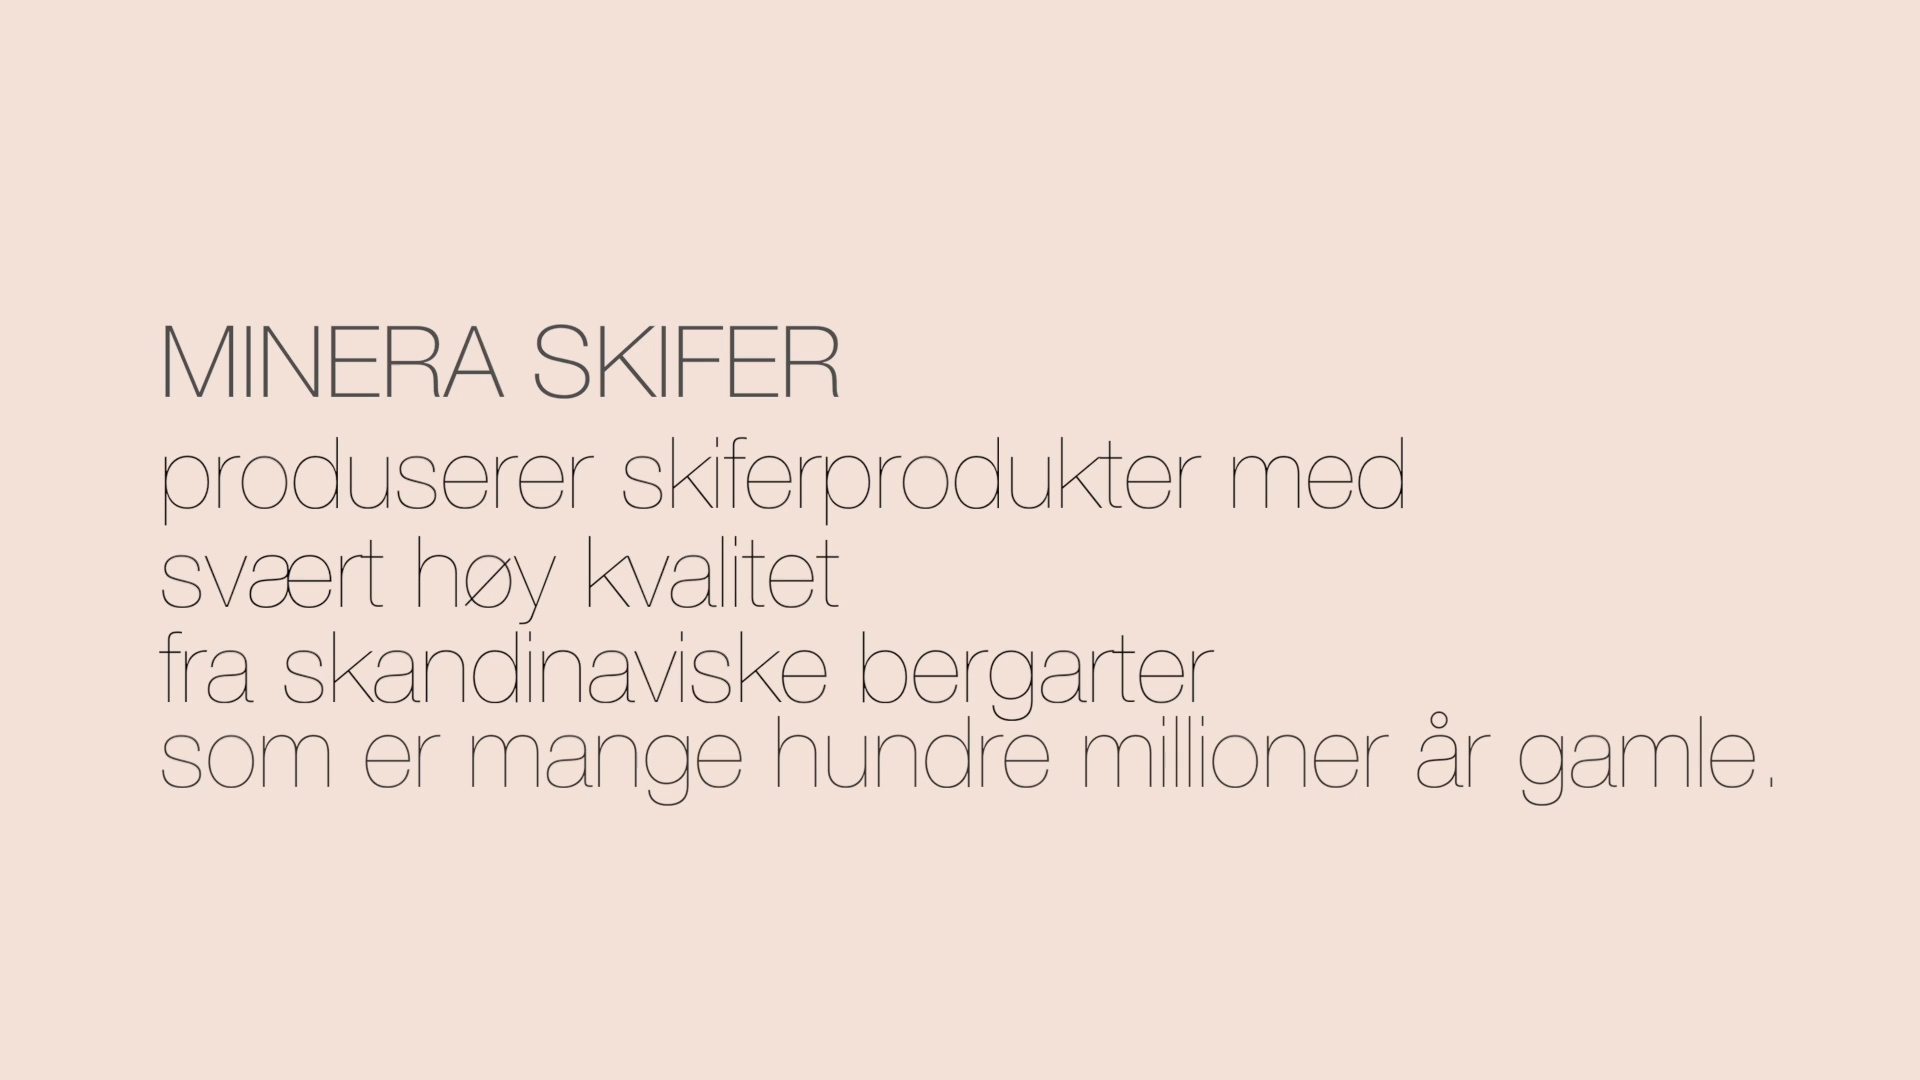 MINERA SKIFER
produserer skiferprodukter med
svært høy kvalitet
fra skandinaviske bergarter
som er mange hundre millioner år gamle.